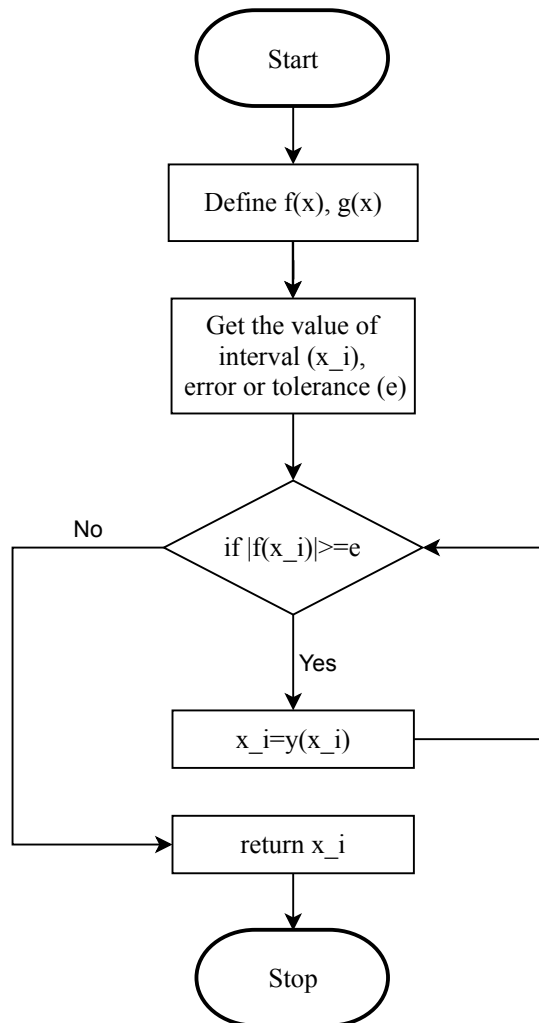 Start
Define f(x), g(x)
Get the value of
interval (x_i),
error or tolerance (e)
No
if |f(x_i)|>=e
Yes
x_i=y(x_i)
return x_i
Stop